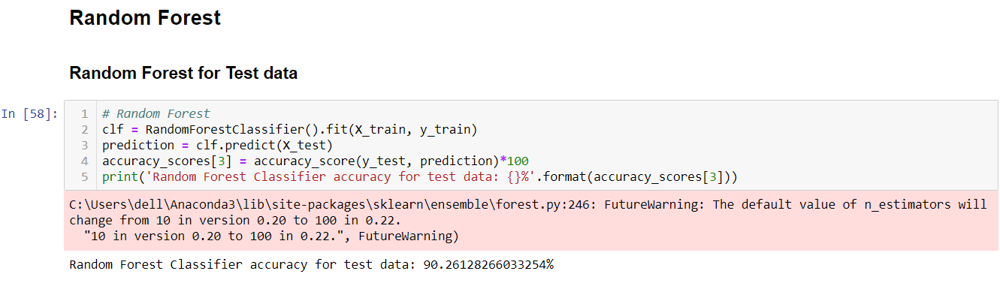 Random Forest
Random Forest for Test data
In [58]:
1 # Random Forest
2 clf = RandomForestClassifier().fit(X_train, y_train)
3 prediction = clf.predict(X_test)
4 accuracy_scores[3] = accuracy_score(y_test, prediction)*100
5 print('Random Forest Classifier accuracy for test data: {}%'.format(accuracy_scores[3]))
C:\Users\dell\Anaconda3\lib\site-packages\sklearn\ensemble\forest.py:246: FutureWarning: The default value of n_estimators will
change from 10 in version 0.20 to 100 in 0.22.
"10 in version 0.20 to 100 in 0.22.", FutureWarning)
Random Forest Classifier accuracy for test data: 90.26128266033254%